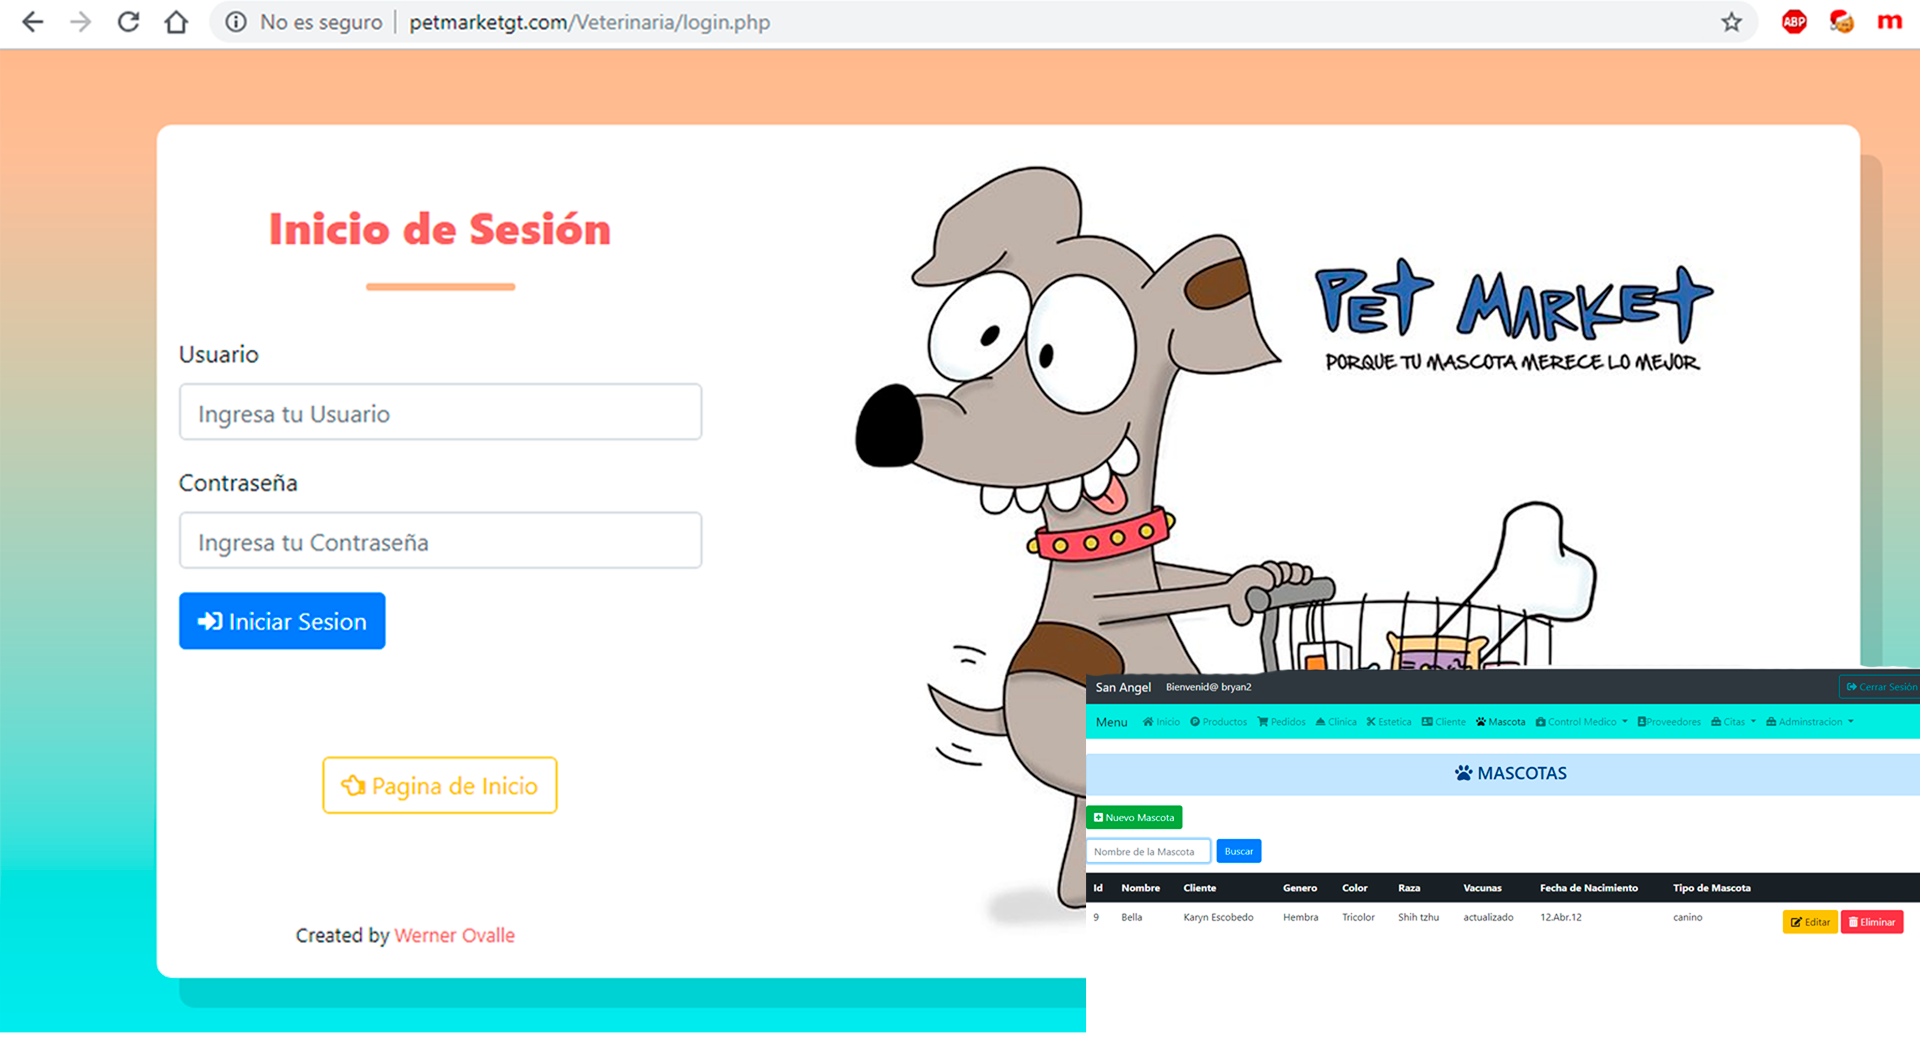 No es seguro petmarketgt.com/Veterinaria/login.php
ABP
m
Inicio de Sesión
Usuario
Ingresa tu Usuario
Contraseña
Ingresa tu Contraseña
Iniciar Sesion
Pagina de Inicio
Created by Werner Ovalle
PET MARKET
PORQUE TU MASCOTA MERECE LO MEJOR
San Angel Bienvenid@ bryan2 Cerrar Sesión
Menu Inicio Productos Pedidos Clinica Estetica Cliente Mascota Control Medico Proveedores Citas Adminstracion
MASCOTAS
Nuevo Mascota
Nombre de la Mascota Buscar
Id Nombre Cliente Genero Color Raza Vacunas Fecha de Nacimiento Tipo de Mascota
9 Bella Karyn Escobedo Hembra Tricolor Shih tzhu actualizado 12.Abr.12 canino Editar Eliminar